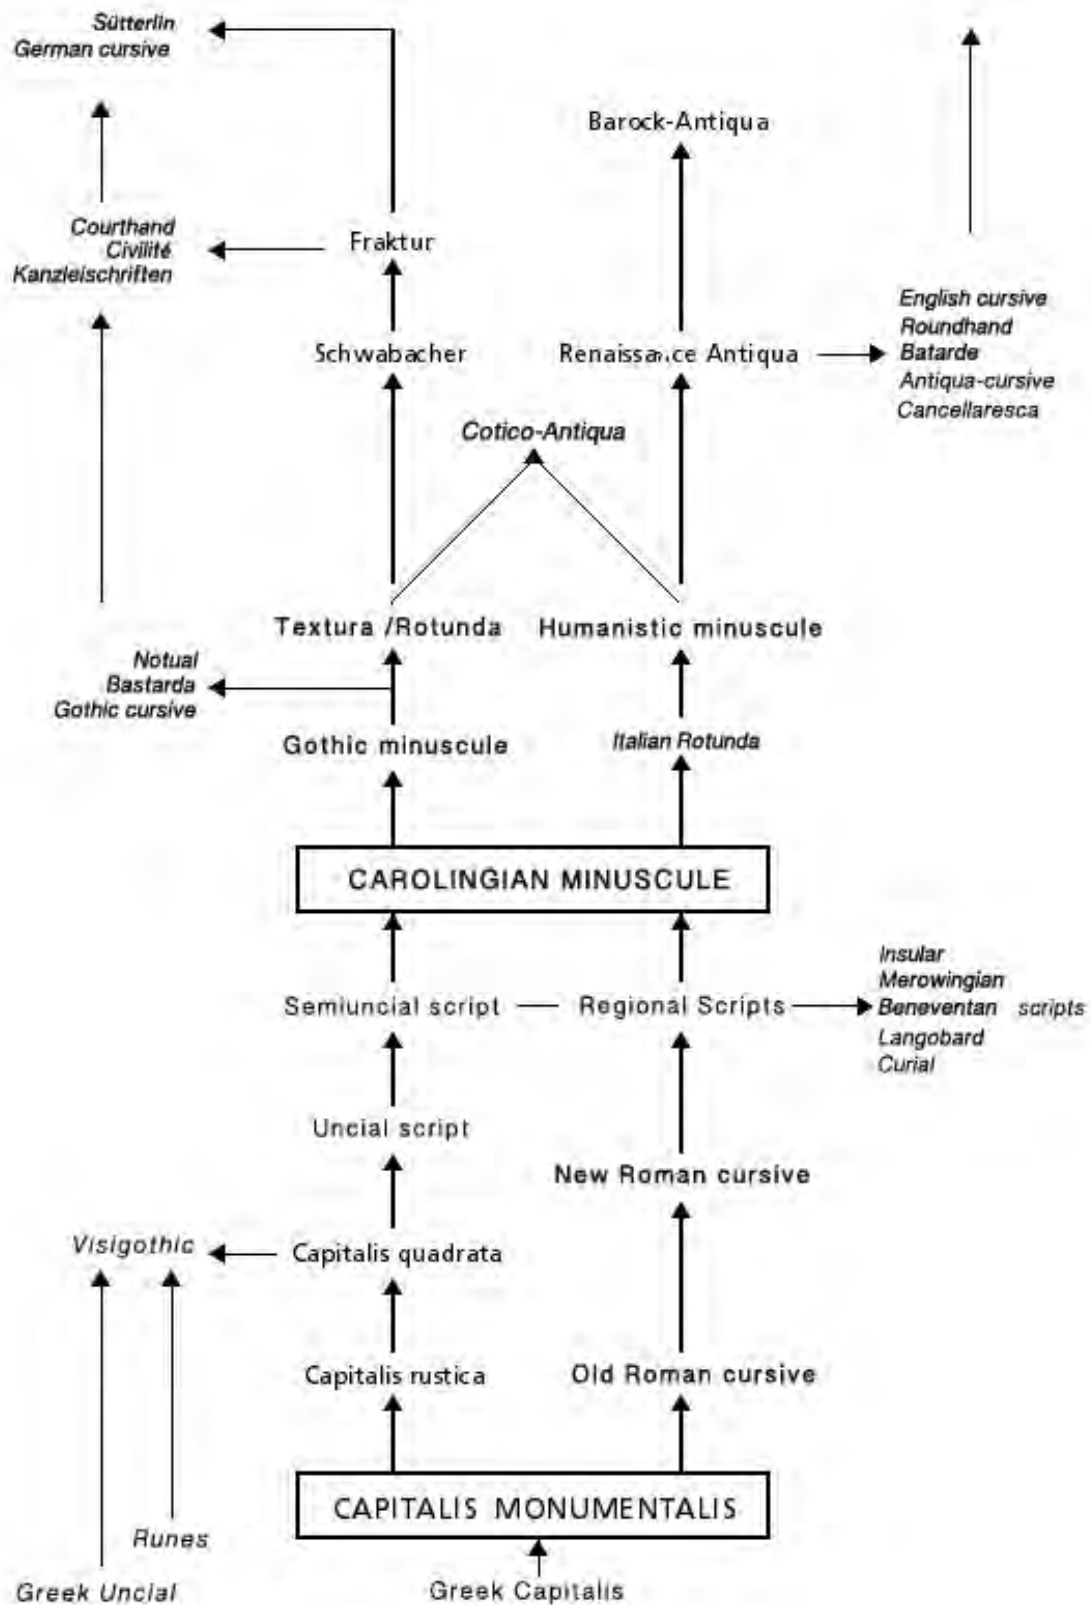 Sütterlin
German cursive
Barock-Antiqua
Courthand
Civilité
Kanzleischriften
Fraktur
English cursive
Roundhand
Batarde
Antiqua-cursive
Cancellaresca
Schwabacher
Renaissance Antiqua
Cotico-Antiqua
Textura /Rotunda
Humanistic minuscule
Notual
Bastarda
Gothic cursive
Gothic minuscule
Italian Rotunda
CAROLINGIAN MINUSCULE
Insular
Merowingian
Beneventan scripts
Langobard
Curial
Semiuncial script
Regional Scripts
Uncial script
New Roman cursive
Visigothic
Capitalis quadrata
Capitalis rustica
Old Roman cursive
CAPITALIS MONUMENTALIS
Runes
Greek Uncial
Greek Capitalis